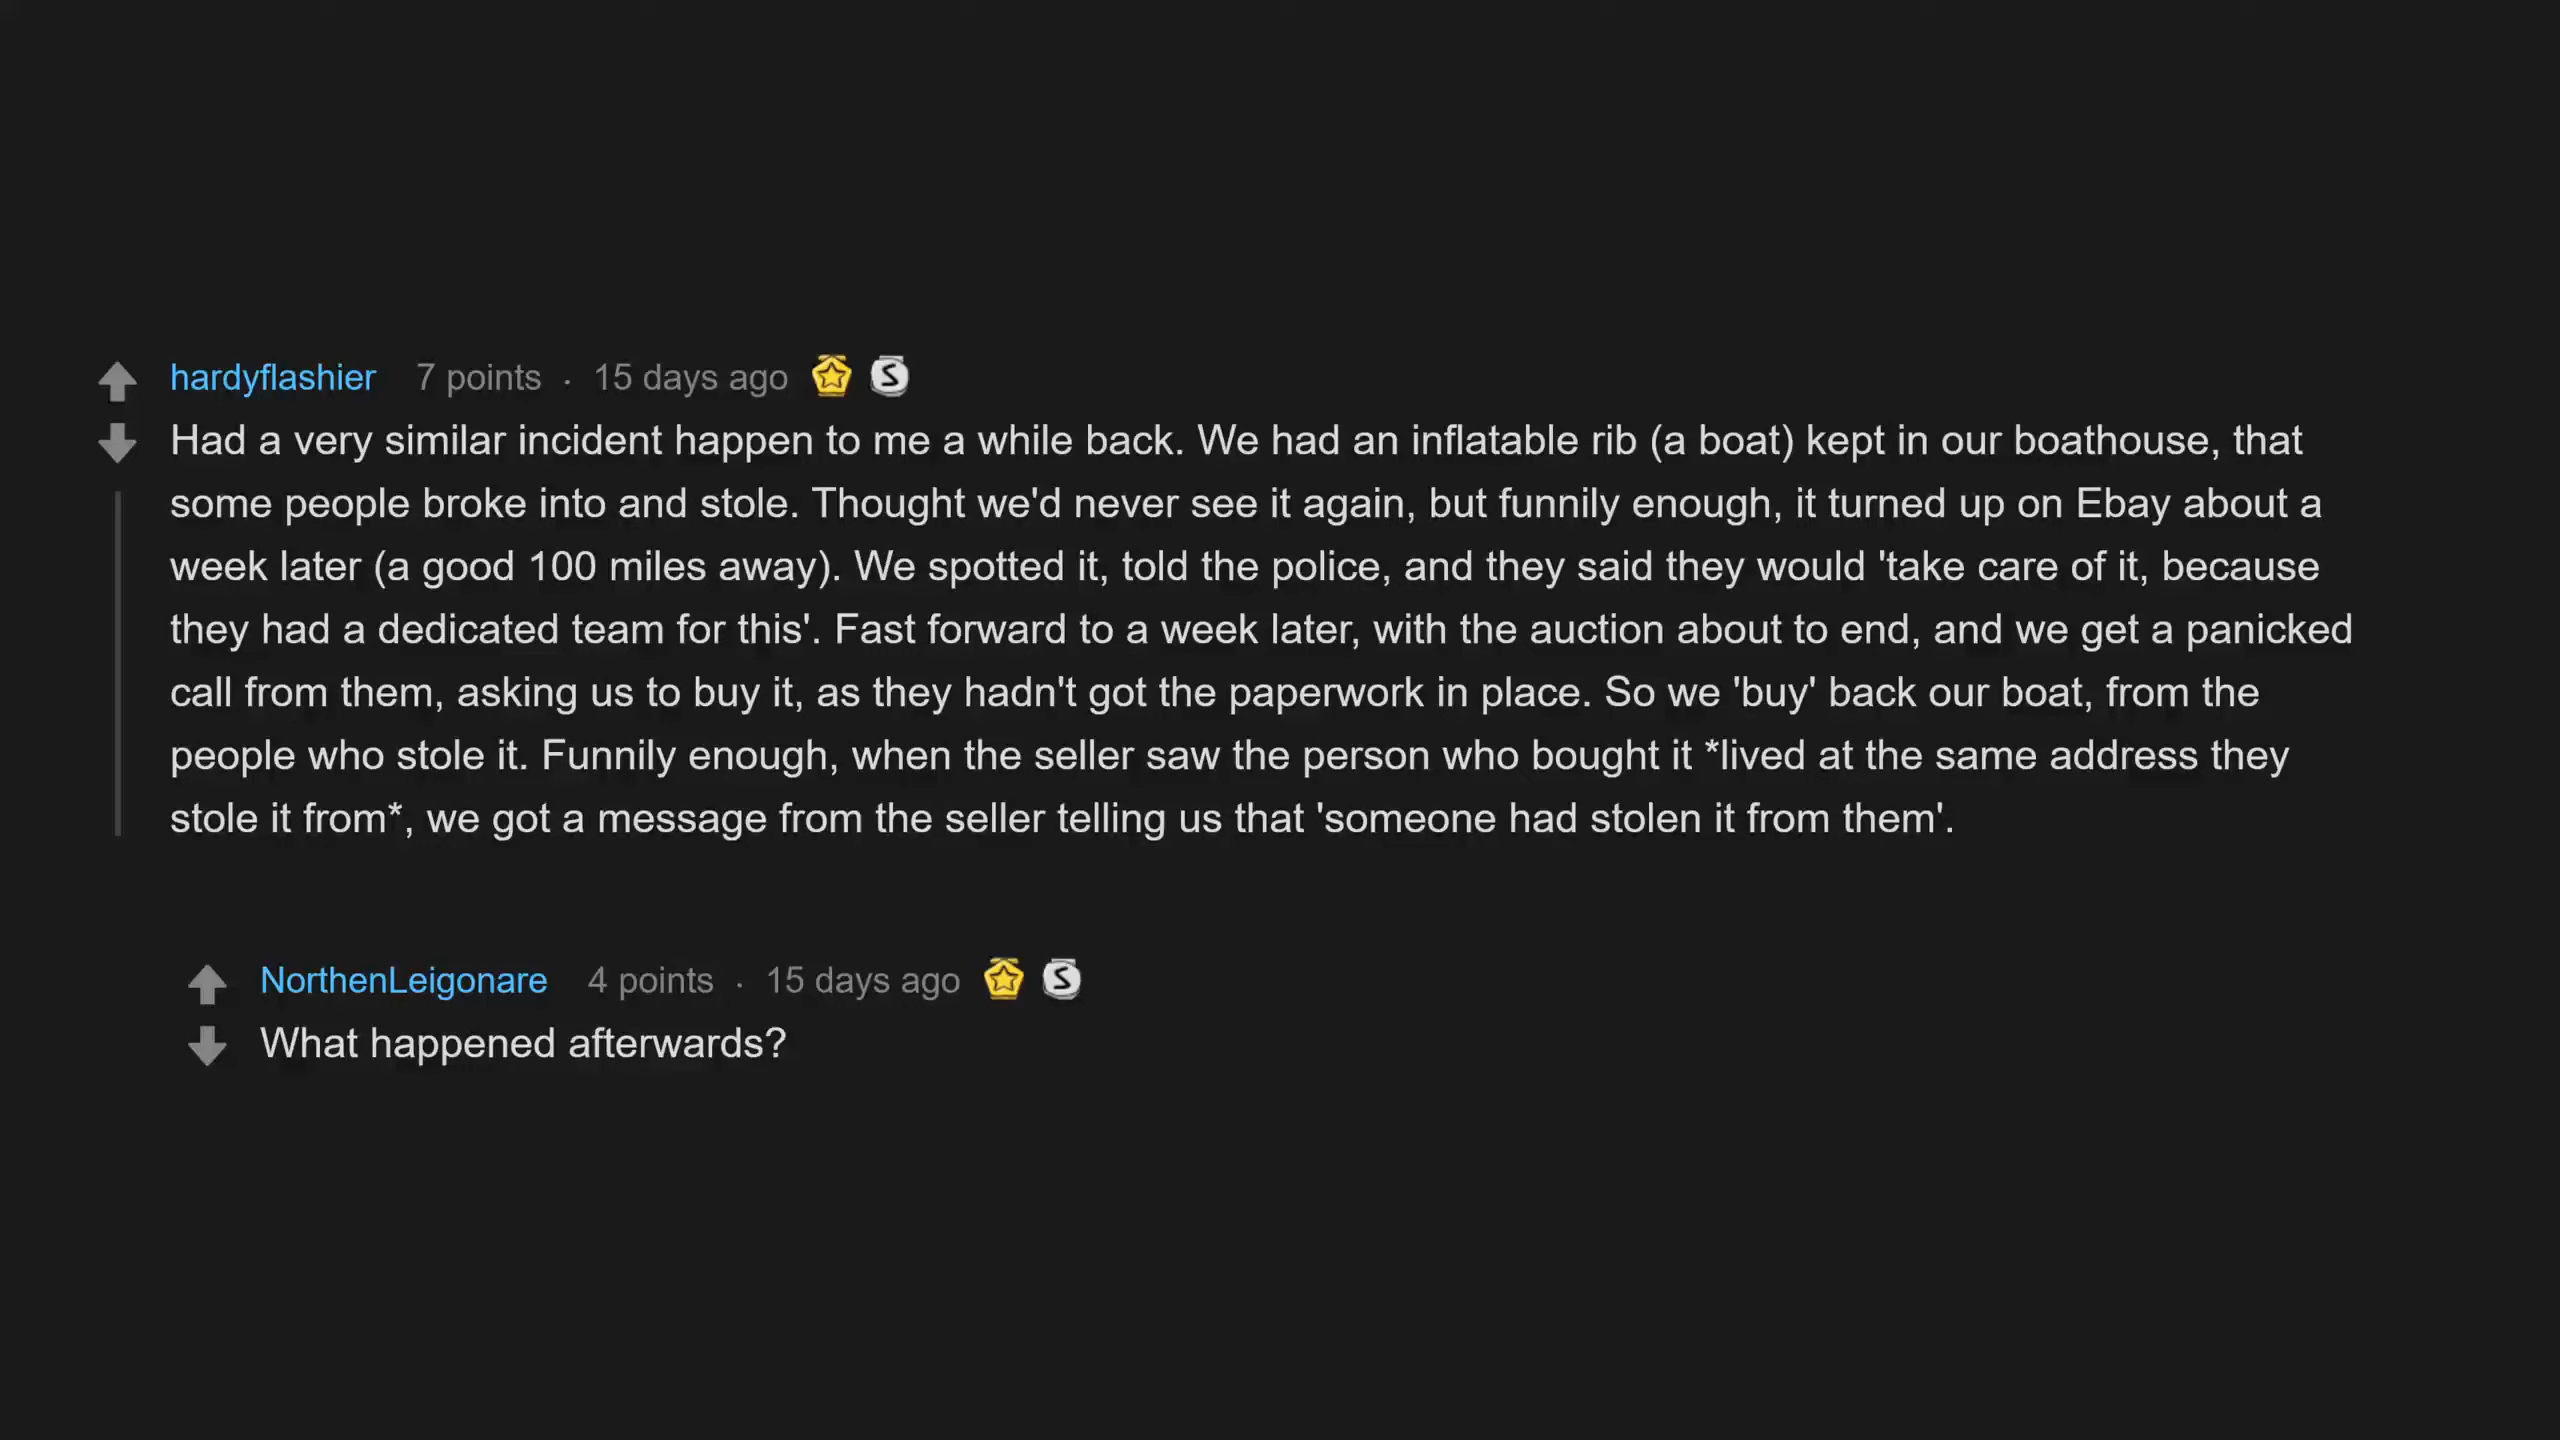 hardyflashier 7 points · 15 days ago
Had a very similar incident happen to me a while back. We had an inflatable rib (a boat) kept in our boathouse, that
some people broke into and stole. Thought we'd never see it again, but funnily enough, it turned up on Ebay about a
week later (a good 100 miles away). We spotted it, told the police, and they said they would 'take care of it, because
they had a dedicated team for this'. Fast forward to a week later, with the auction about to end, and we get a panicked
call from them, asking us to buy it, as they hadn't got the paperwork in place. So we 'buy' back our boat, from the
people who stole it. Funnily enough, when the seller saw the person who bought it *lived at the same address they
stole it from*, we got a message from the seller telling us that 'someone had stolen it from them'.
NorthenLeigonare 4 points · 15 days ago
What happened afterwards?